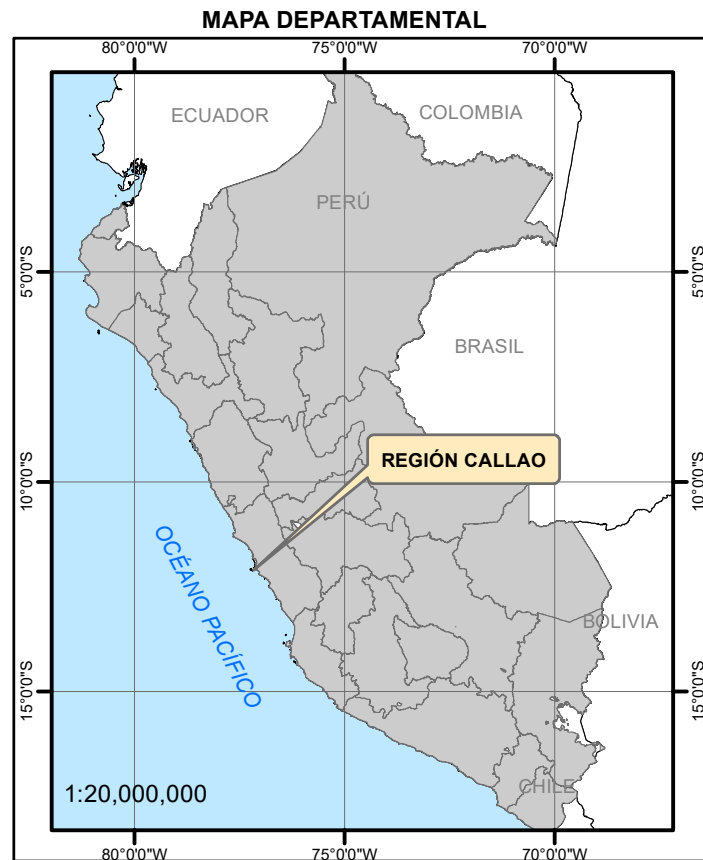 MAPA DEPARTAMENTAL
80°0'0"W 75°0'0"W 70°0'0"W
ECUADOR
COLOMBIA
PERÚ
5°0'0"S 5°0'0"S
BRASIL
REGIÓN CALLAO
10°0'0"S 10°0'0"S
OCÉANO PACÍFICO
BOLIVIA
15°0'0"S 15°0'0"S
CHILE
1:20,000,000
80°0'0"W 75°0'0"W 70°0'0"W